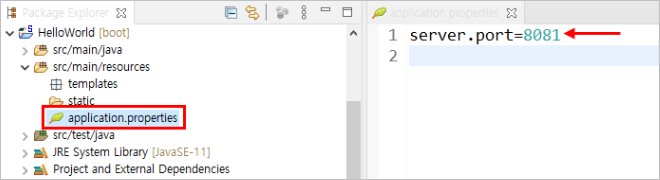 Package Explorer
HelloWorld [boot]
src/main/java
src/main/resources
templates
static
application.properties
src/test/java
JRE System Library [JavaSE-11]
Project and External Dependencies
application.properties
1 server.port=8081
2